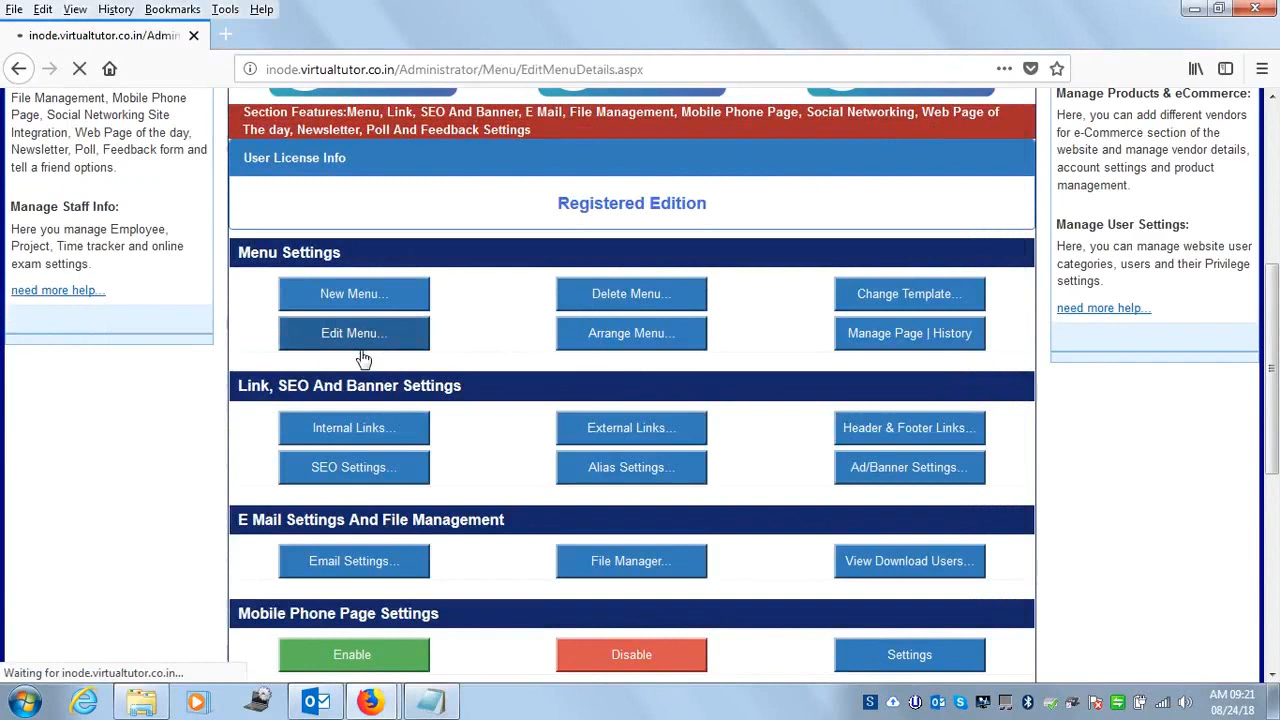 File Edit View History Bookmarks Tools Help
inode.virtualtutor.co.in/Admin
inode.virtualtutor.co.in/Administrator/Menu/EditMenuDetails.aspx
File Management, Mobile Phone
Page, Social Networking Site
Integration, Web Page of the day,
Newsletter, Poll, Feedback form and
tell a friend options.
Manage Staff Info:
Here you manage Employee,
Project, Time tracker and online
exam settings.
need more help...
Section Features:Menu, Link, SEO And Banner, E Mail, File Management, Mobile Phone Page, Social Networking, Web Page of
The day, Newsletter, Poll And Feedback Settings
User License Info
Registered Edition
Menu Settings
New Menu... Delete Menu... Change Template...
Edit Menu... Arrange Menu... Manage Page | History
Link, SEO And Banner Settings
Internal Links... External Links... Header & Footer Links...
SEO Settings... Alias Settings... Ad/Banner Settings...
E Mail Settings And File Management
Email Settings... File Manager... View Download Users...
Mobile Phone Page Settings
Enable Disable Settings
Manage Products & eCommerce:
Here, you can add different vendors
for e-Commerce section of the
website and manage vendor details,
account settings and product
management.
Manage User Settings:
Here, you can manage website user
categories, users and their Privilege
settings.
need more help...
Waiting for inode.virtualtutor.co.in...
AM 09:21
08/24/18